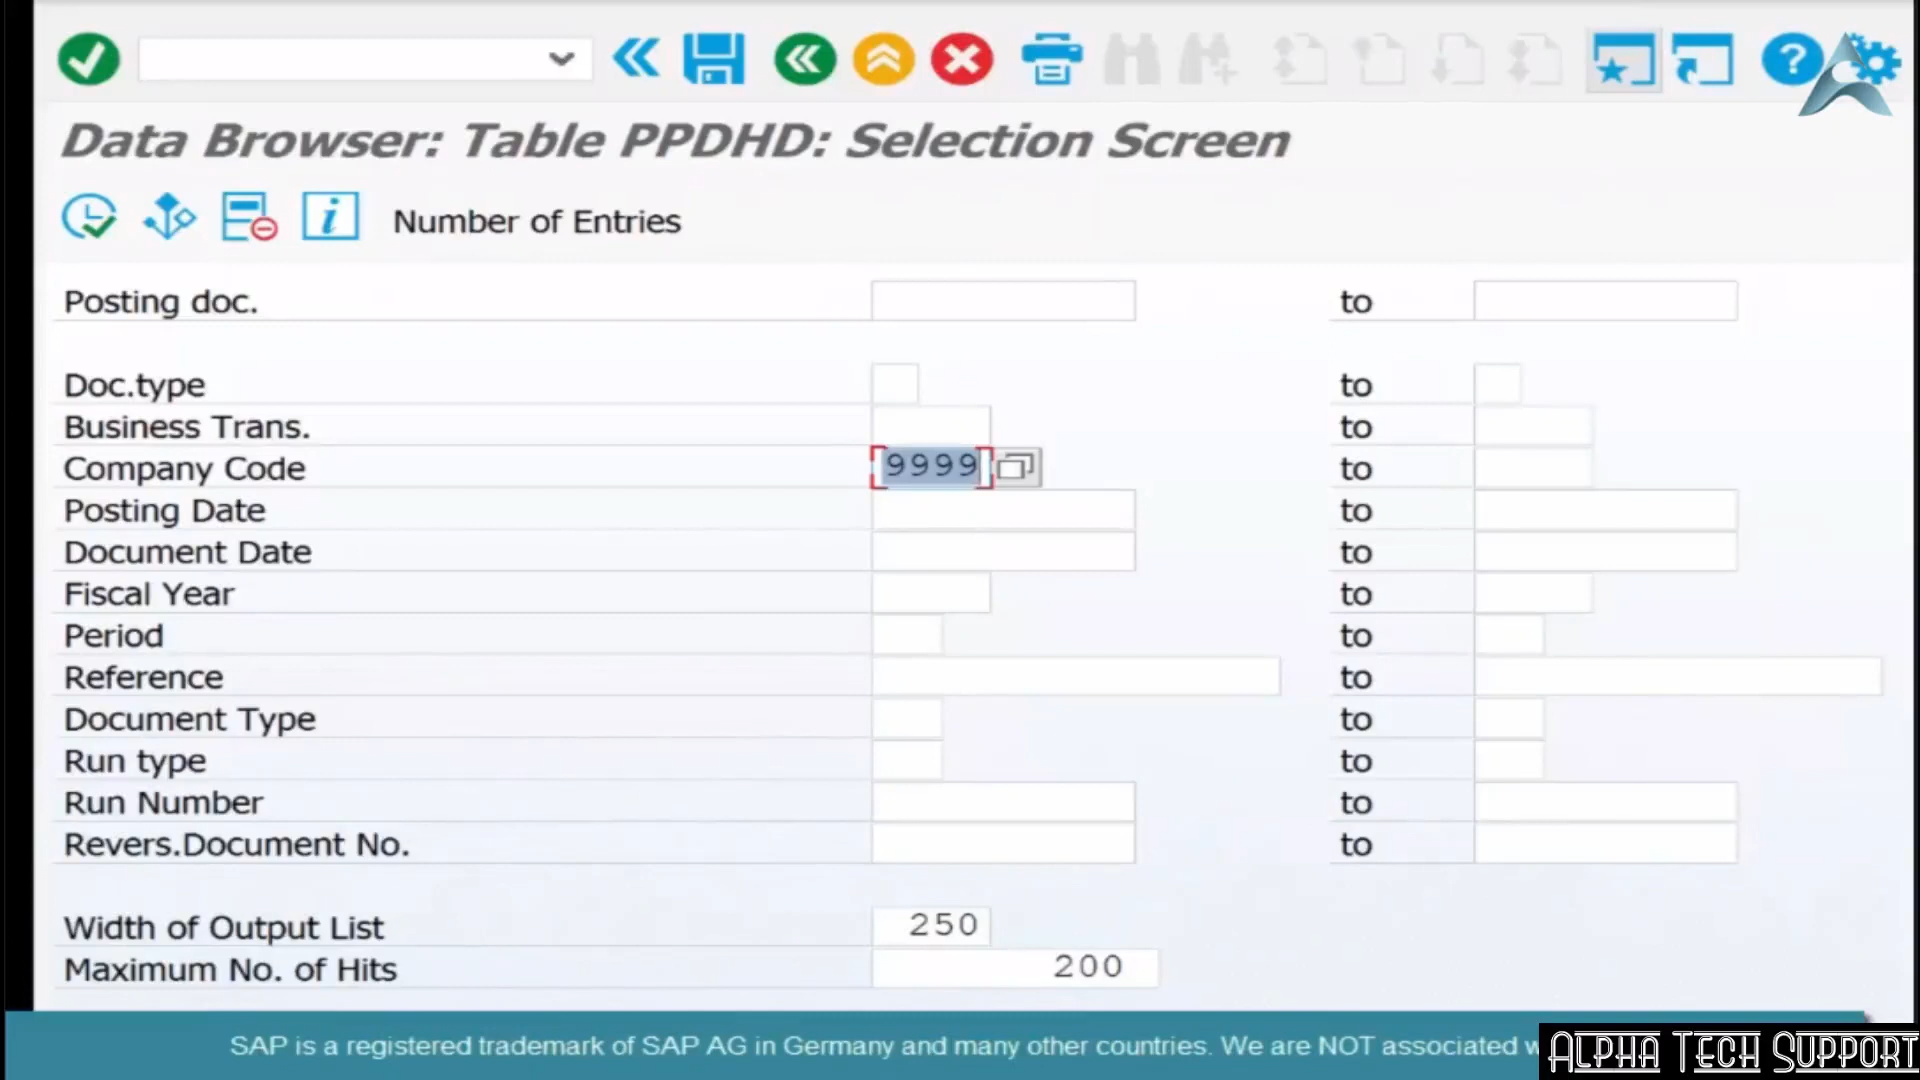 Data Browser: Table PPDHD: Selection Screen
Number of Entries
Posting doc. to
Doc.type to
Business Trans. to
Company Code 9999 to
Posting Date to
Document Date to
Fiscal Year to
Period to
Reference to
Document Type to
Run type to
Run Number to
Revers.Document No. to
Width of Output List 250
Maximum No. of Hits 200
SAP is a registered trademark of SAP AG in Germany and many other countries. We are NOT associated
Alpha Tech Support